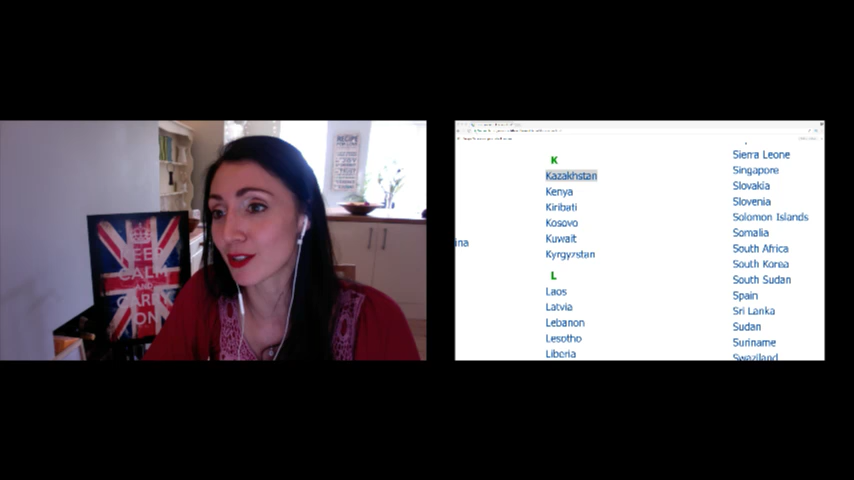 KEEP
CALM
AND
CARRY
ON
RECIPE
ina
K
Kazakhstan
Kenya
Kiribati
Kosovo
Kuwait
Kyrgyzstan
L
Laos
Latvia
Lebanon
Lesotho
Liberia
Sierra Leone
Singapore
Slovakia
Slovenia
Solomon Islands
Somalia
South Africa
South Korea
South Sudan
Spain
Sri Lanka
Sudan
Suriname
Swaziland